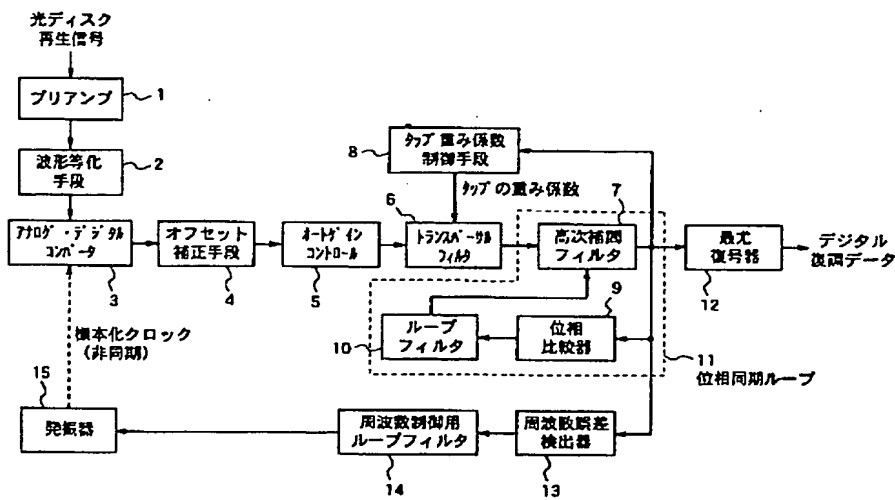 光ディスク
再生信号
プリアンプ
1
波形等化
手段
2
アナログ・デジタル
コンバータ
3
オフセット
補正手段
4
オートゲイン
コントロール
5
6
トランスバーサル
フィルタ
8
タップ重み係数
制御手段
タップの重み係数
7
高次補間
フィルタ
最尤
復号器
12
デジタル
復調データ
9
位相
比較器
ループ
フィルタ
10
11
位相同期ループ
標本化クロック
(非同期)
15
発振器
周波数制御用
ループフィルタ
14
周波数誤差
検出器
13